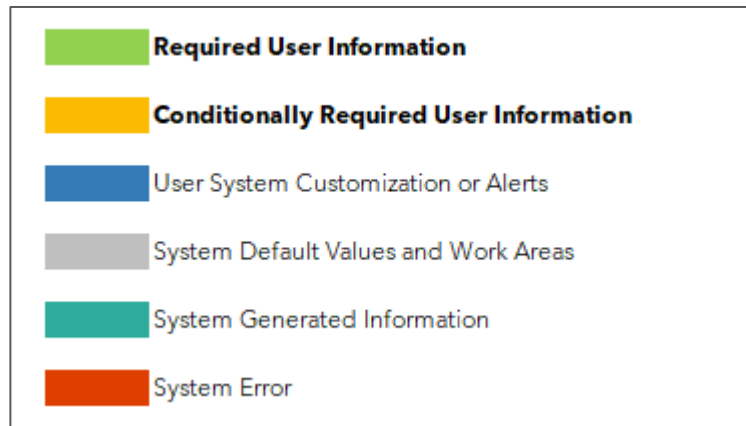 Required User Information
Conditionally Required User Information
User System Customization or Alerts
System Default Values and Work Areas
System Generated Information
System Error